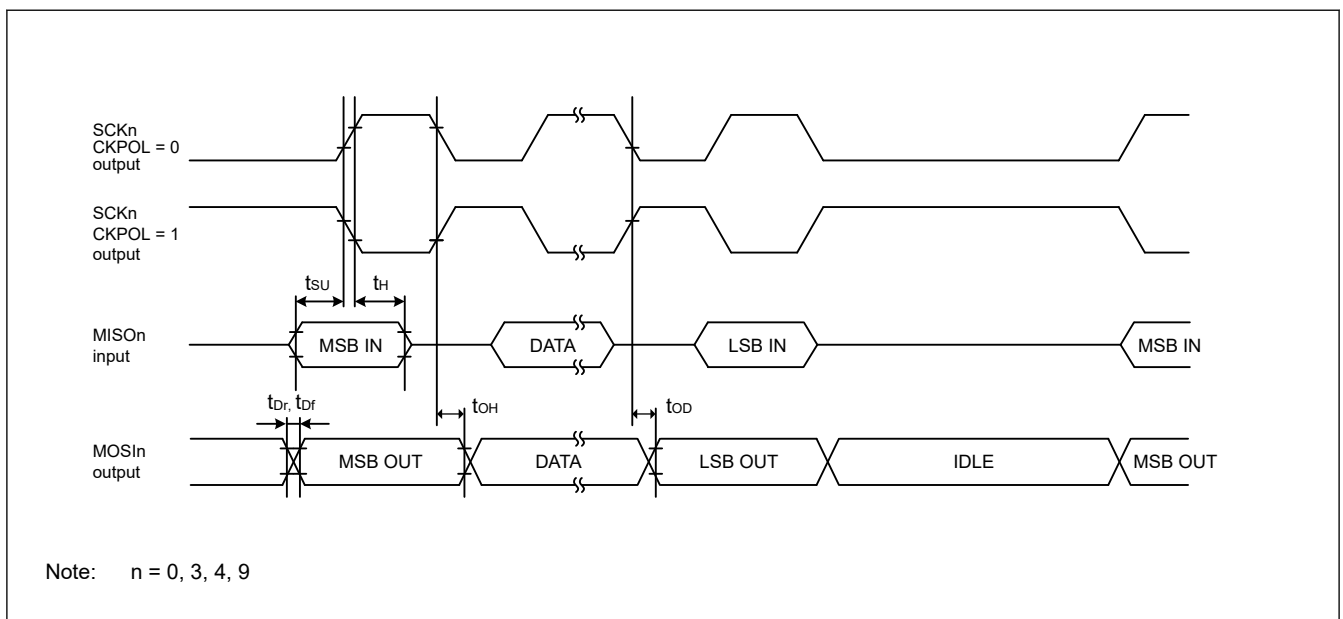 SCKn
CKPOL = 0
output
SCKn
CKPOL = 1
output
tSU
tH
MISOn
input
MSB IN
DATA
LSB IN
MSB IN
tDr, tDf
tOH
tOD
MOSIn
output
MSB OUT
DATA
LSB OUT
IDLE
MSB OUT
Note: n = 0, 3, 4, 9